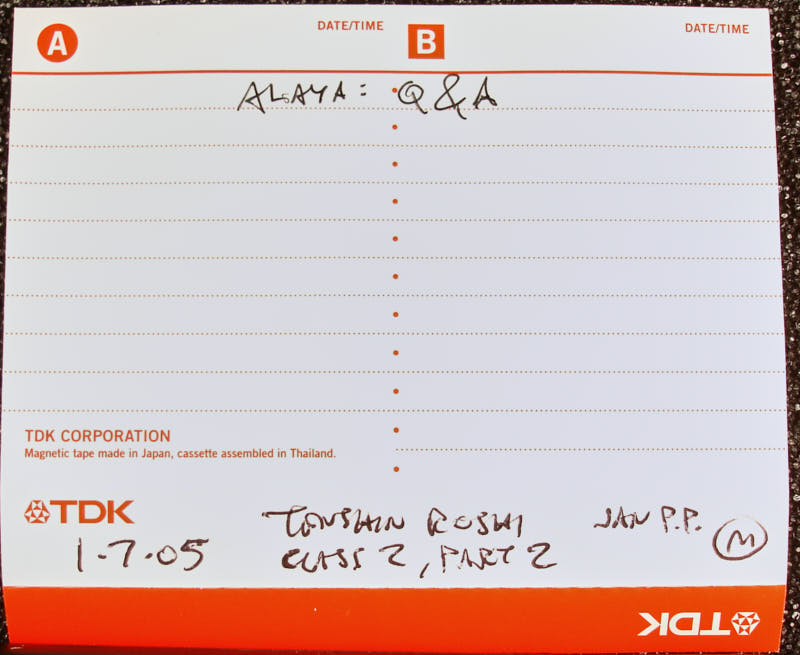 A DATE/TIME B DATE/TIME
ALAYA: Q&A
TDK CORPORATION
Magnetic tape made in Japan, cassette assembled in Thailand.
TDK
TENSHIN ROSHI JAN P.P. M
1-7-05 CLASS 2, PART 2
TDK